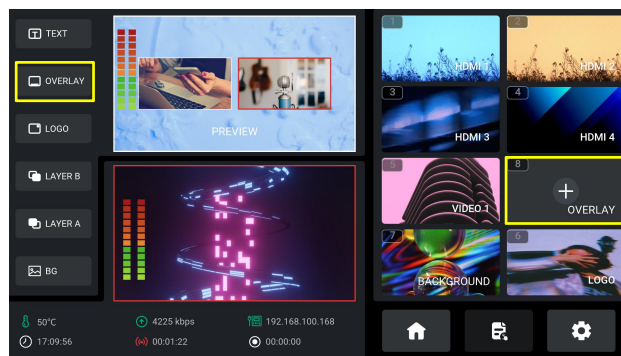 TEXT
OVERLAY
LOGO
LAYER B
LAYER A
BG
PREVIEW
1
HDMI 1
2
HDMI 2
3
HDMI 3
4
HDMI 4
5
VIDEO 1
8
OVERLAY
7
BACKGROUND
6
LOGO
50°C
4225 kbps
192.168.100.168
17:09:56
00:01:22
00:00:00